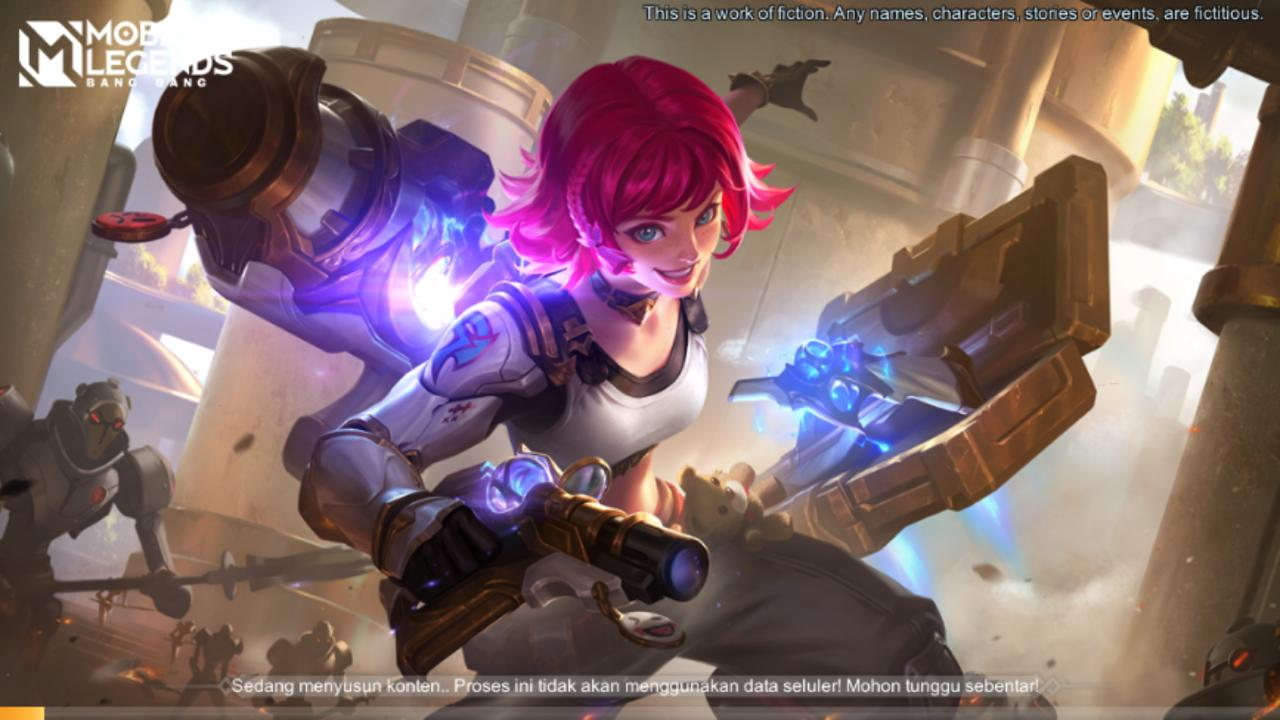 This is a work of fiction. Any names, characters, stories or events, are fictitious.
MOBILE
LEGENDS
BANG BANG
Sedang menyusun konten.. Proses ini tidak akan menggunakan data seluler! Mohon tunggu sebentar!